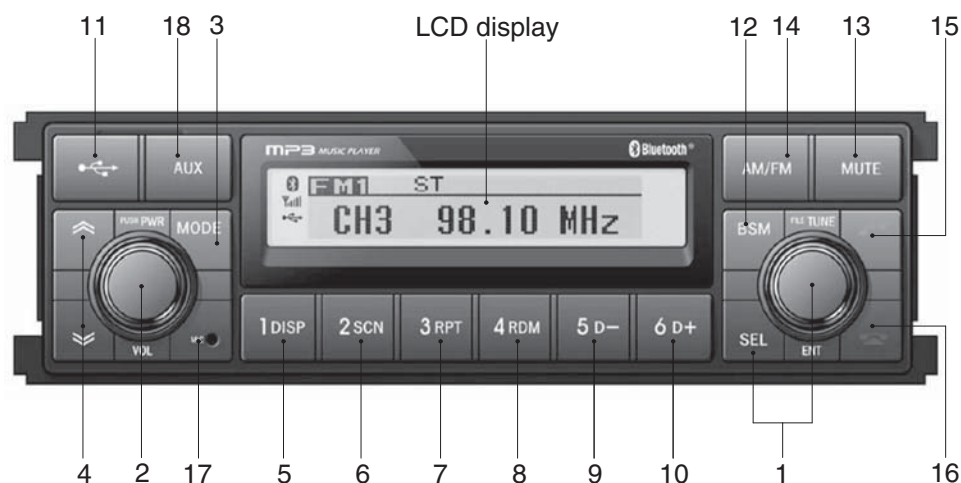 11 18 3 LCD display 12 14 13 15
MP3 MUSIC PLAYER Bluetooth®
AUX AM/FM MUTE
FM1 ST
CH3 98.10 MHz
PUSH PWR MODE BSM FILE TUNE
1 DISP 2 SCN 3 RPT 4 RDM 5 D− 6 D+
VOL MIC SEL ENT
4 2 17 5 6 7 8 9 10 1 16